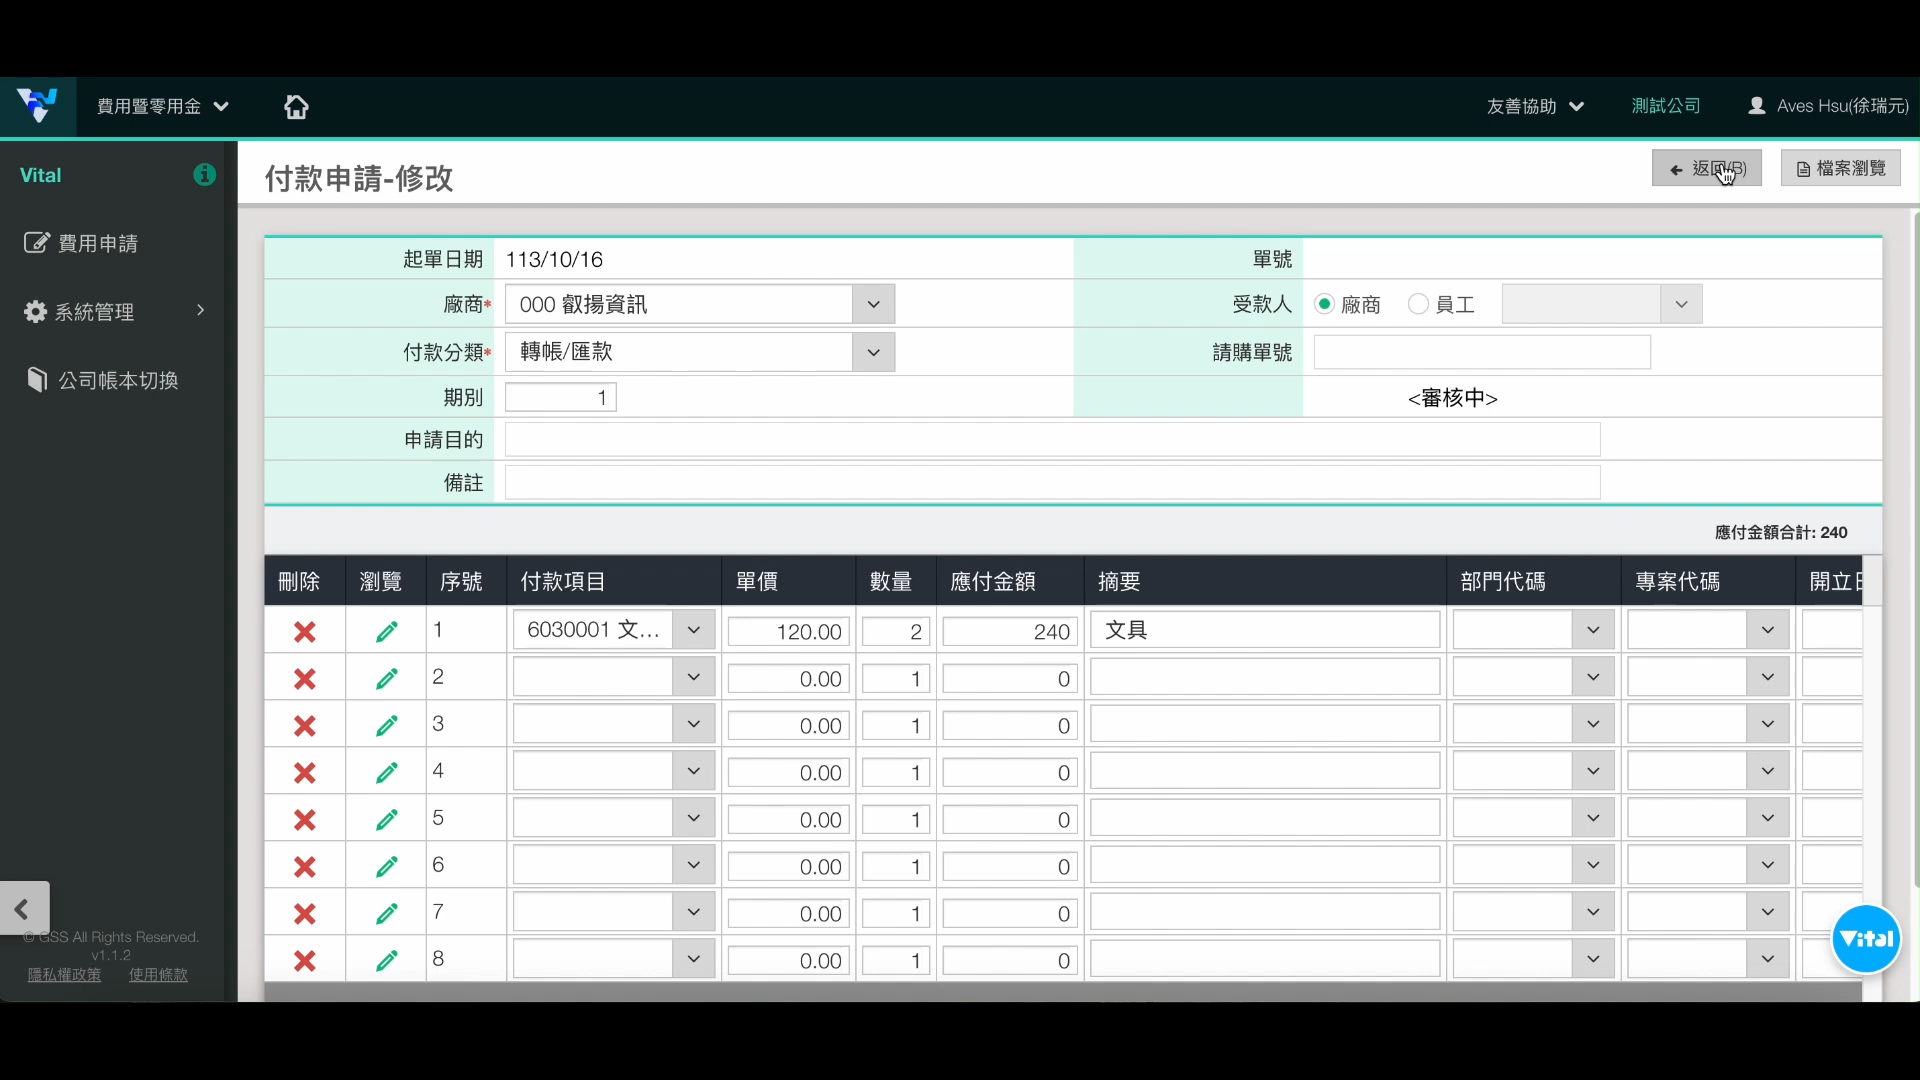 費用暨零用金
友善協助
測試公司
Aves Hsu(徐瑞元)
Vital
費用申請
系統管理
公司帳本切換
© GSS All Rights Reserved.
v1.1.2
隱私權政策 使用條款
付款申請-修改
返回(B)
檔案瀏覽
起單日期 113/10/16 單號
廠商* 000 叡揚資訊 受款人 廠商 員工
付款分類* 轉帳/匯款 請購單號
期別 1 <審核中>
申請目的
備註
應付金額合計: 240
刪除 瀏覽 序號 付款項目 單價 數量 應付金額 摘要 部門代碼 專案代碼 開立日
1 6030001 文... 120.00 2 240 文具
2 0.00 1 0
3 0.00 1 0
4 0.00 1 0
5 0.00 1 0
6 0.00 1 0
7 0.00 1 0
8 0.00 1 0
Vital